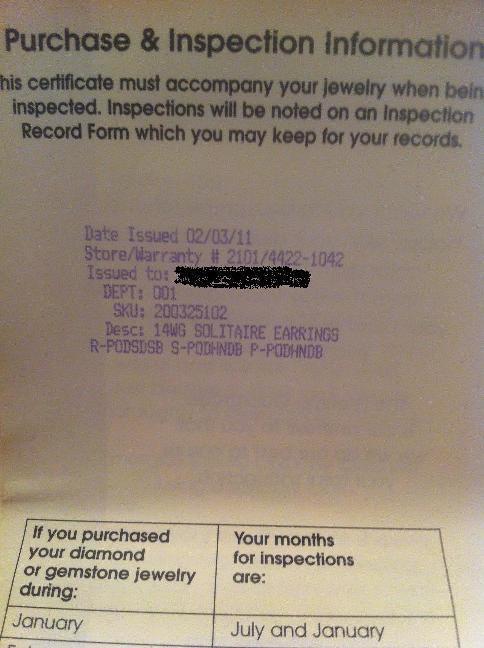 Purchase & Inspection Information
his certificate must accompany your jewelry when bein
inspected. Inspections will be noted on an Inspection
Record Form which you may keep for your records.
Date Issued 02/03/11
Store/Warranty # 2101/4422-1042
Issued to:
DEPT: 001
SKU: 200325102
Desc: 14WG SOLITAIRE EARRINGS
R-PODSDSB S-PODHNDB P-PODHNDB
If you purchased
your diamond
or gemstone jewelry
during:
Your months
for inspections
are:
January
July and January